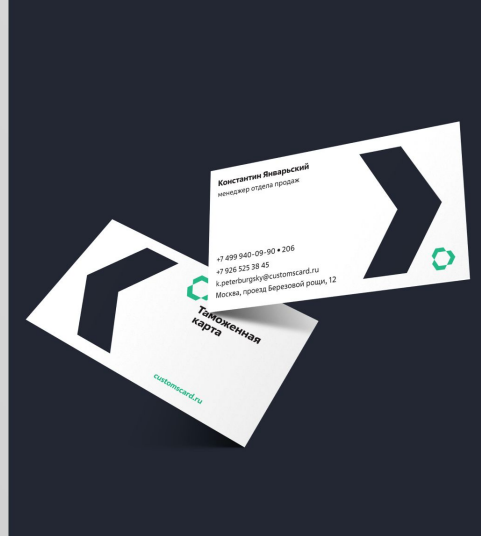 Константин Январьский
менеджер отдела продаж
+7 499 940-09-90 • 206
+7 926 525 38 45
k.peterburgsky@customscard.ru
Москва, проезд Березовой рощи, 12
Таможенная
карта
customscard.ru